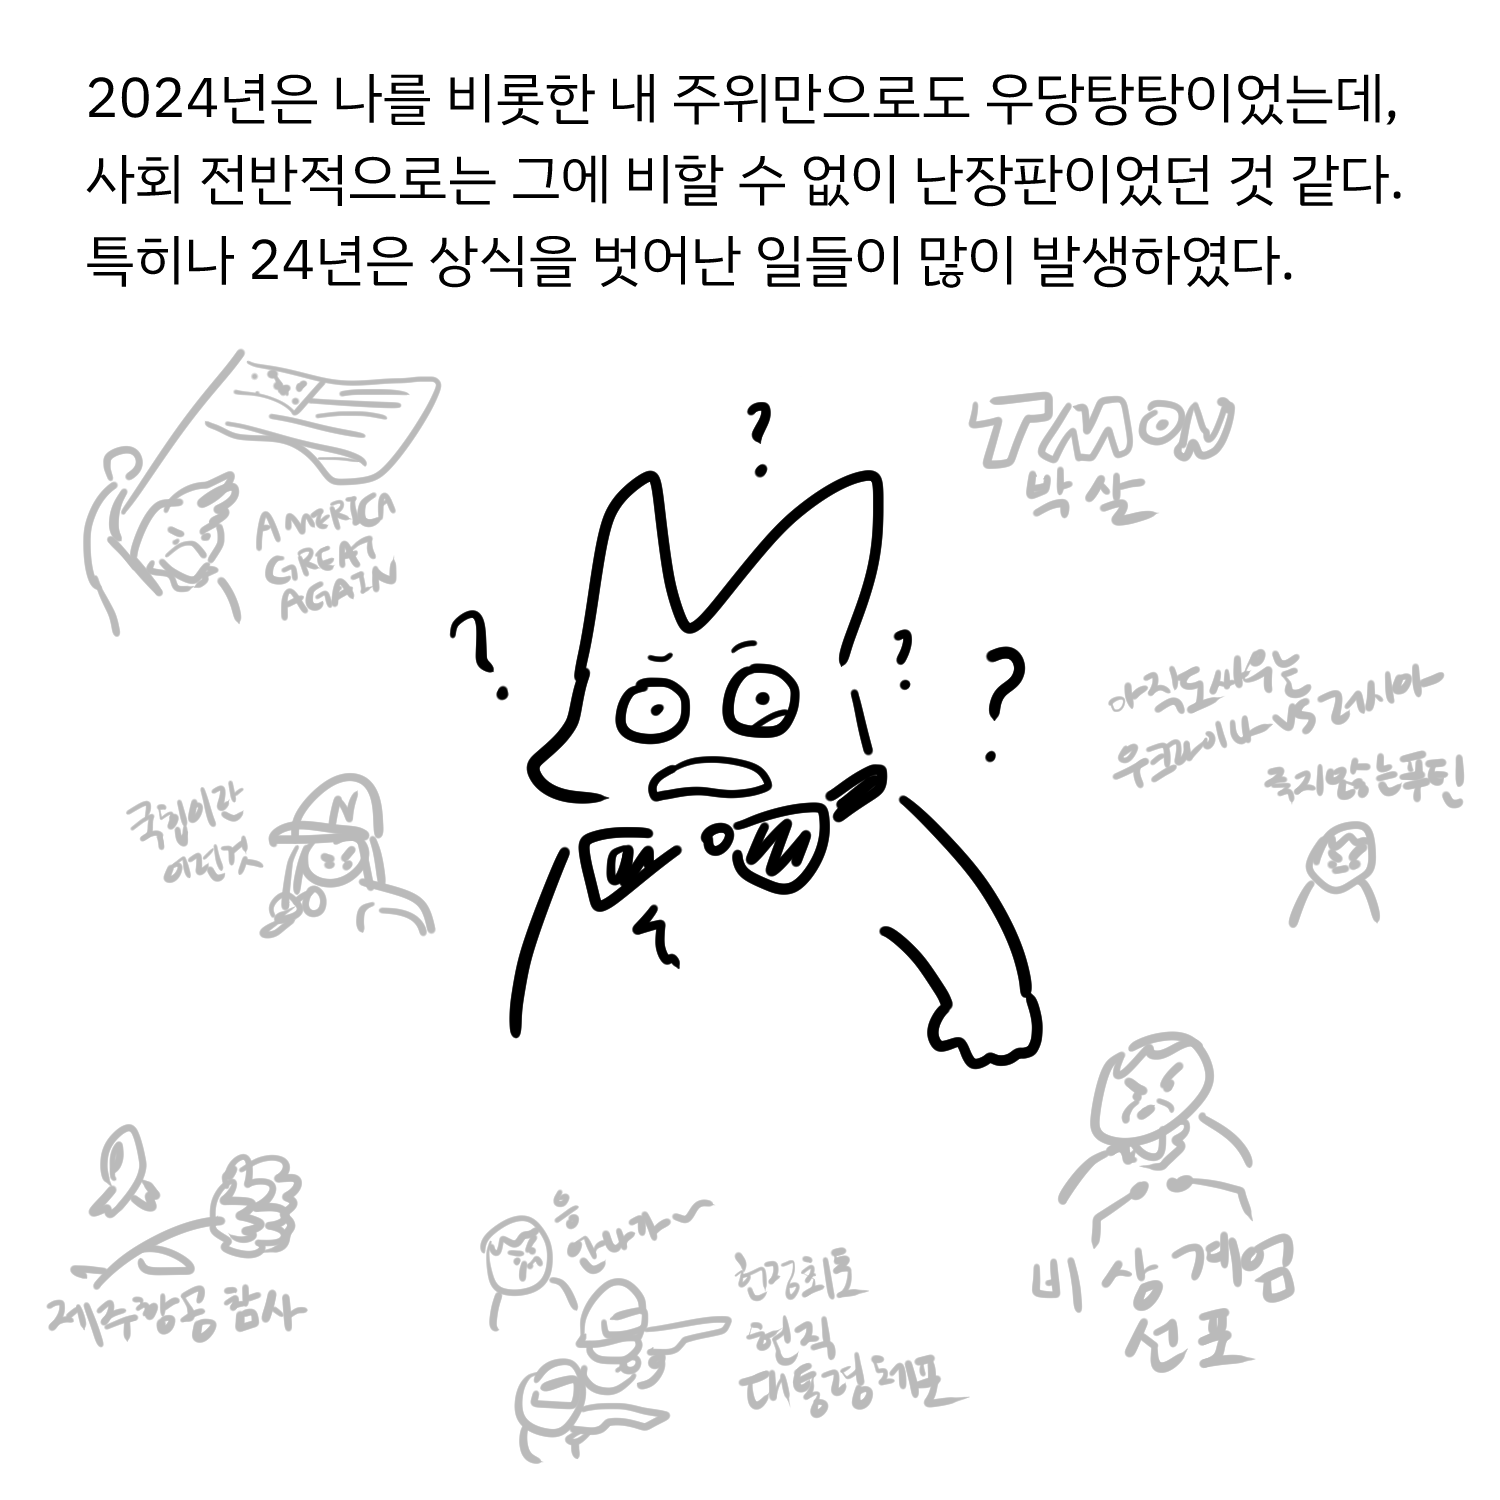 2024년은 나를 비롯한 내 주위만으로도 우당탕탕이었는데,
사회 전반적으로는 그에 비할 수 없이 난장판이었던 것 같다.
특히나 24년은 상식을 벗어난 일들이 많이 발생하였다.
?
AMERICA
GREAT
AGAIN
TMON
박살
?
?
?
아직도 싸우는
우크라이나 VS 러시아
죽지않는 푸틴
국힙이란
이런것
N
제주항공 참사
응
안나가~
헌정최초
현직
대통령 체포
비상계엄
선포